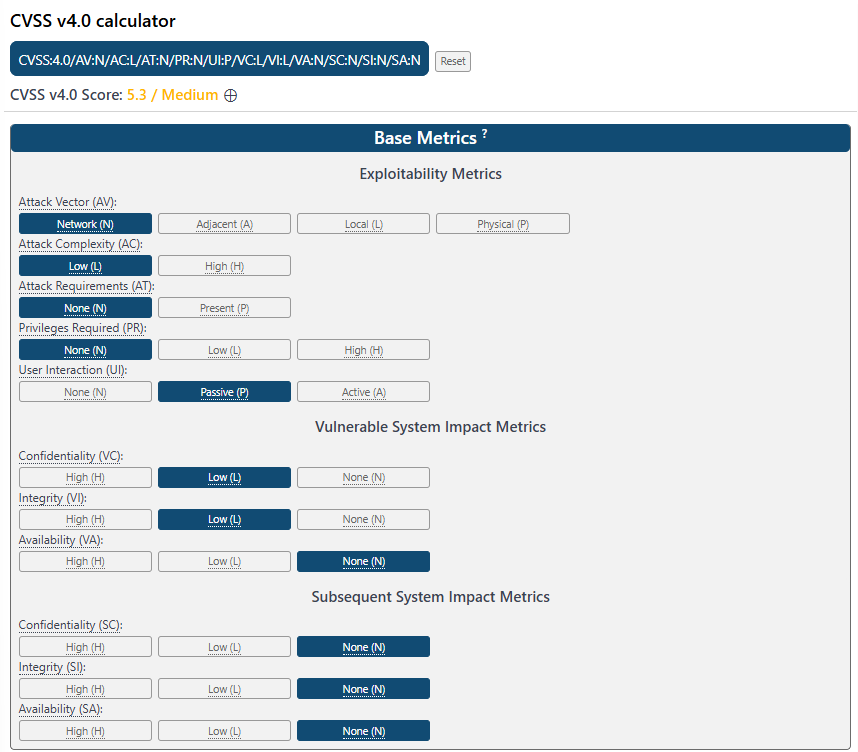 CVSS v4.0 calculator
CVSS:4.0/AV:N/AC:L/AT:N/PR:N/UI:P/VC:L/VI:L/VA:N/SC:N/SI:N/SA:N Reset
CVSS v4.0 Score: 5.3 / Medium ⊕
Base Metrics ?
Exploitability Metrics
Attack Vector (AV):
Network (N) Adjacent (A) Local (L) Physical (P)
Attack Complexity (AC):
Low (L) High (H)
Attack Requirements (AT):
None (N) Present (P)
Privileges Required (PR):
None (N) Low (L) High (H)
User Interaction (UI):
None (N) Passive (P) Active (A)
Vulnerable System Impact Metrics
Confidentiality (VC):
High (H) Low (L) None (N)
Integrity (VI):
High (H) Low (L) None (N)
Availability (VA):
High (H) Low (L) None (N)
Subsequent System Impact Metrics
Confidentiality (SC):
High (H) Low (L) None (N)
Integrity (SI):
High (H) Low (L) None (N)
Availability (SA):
High (H) Low (L) None (N)